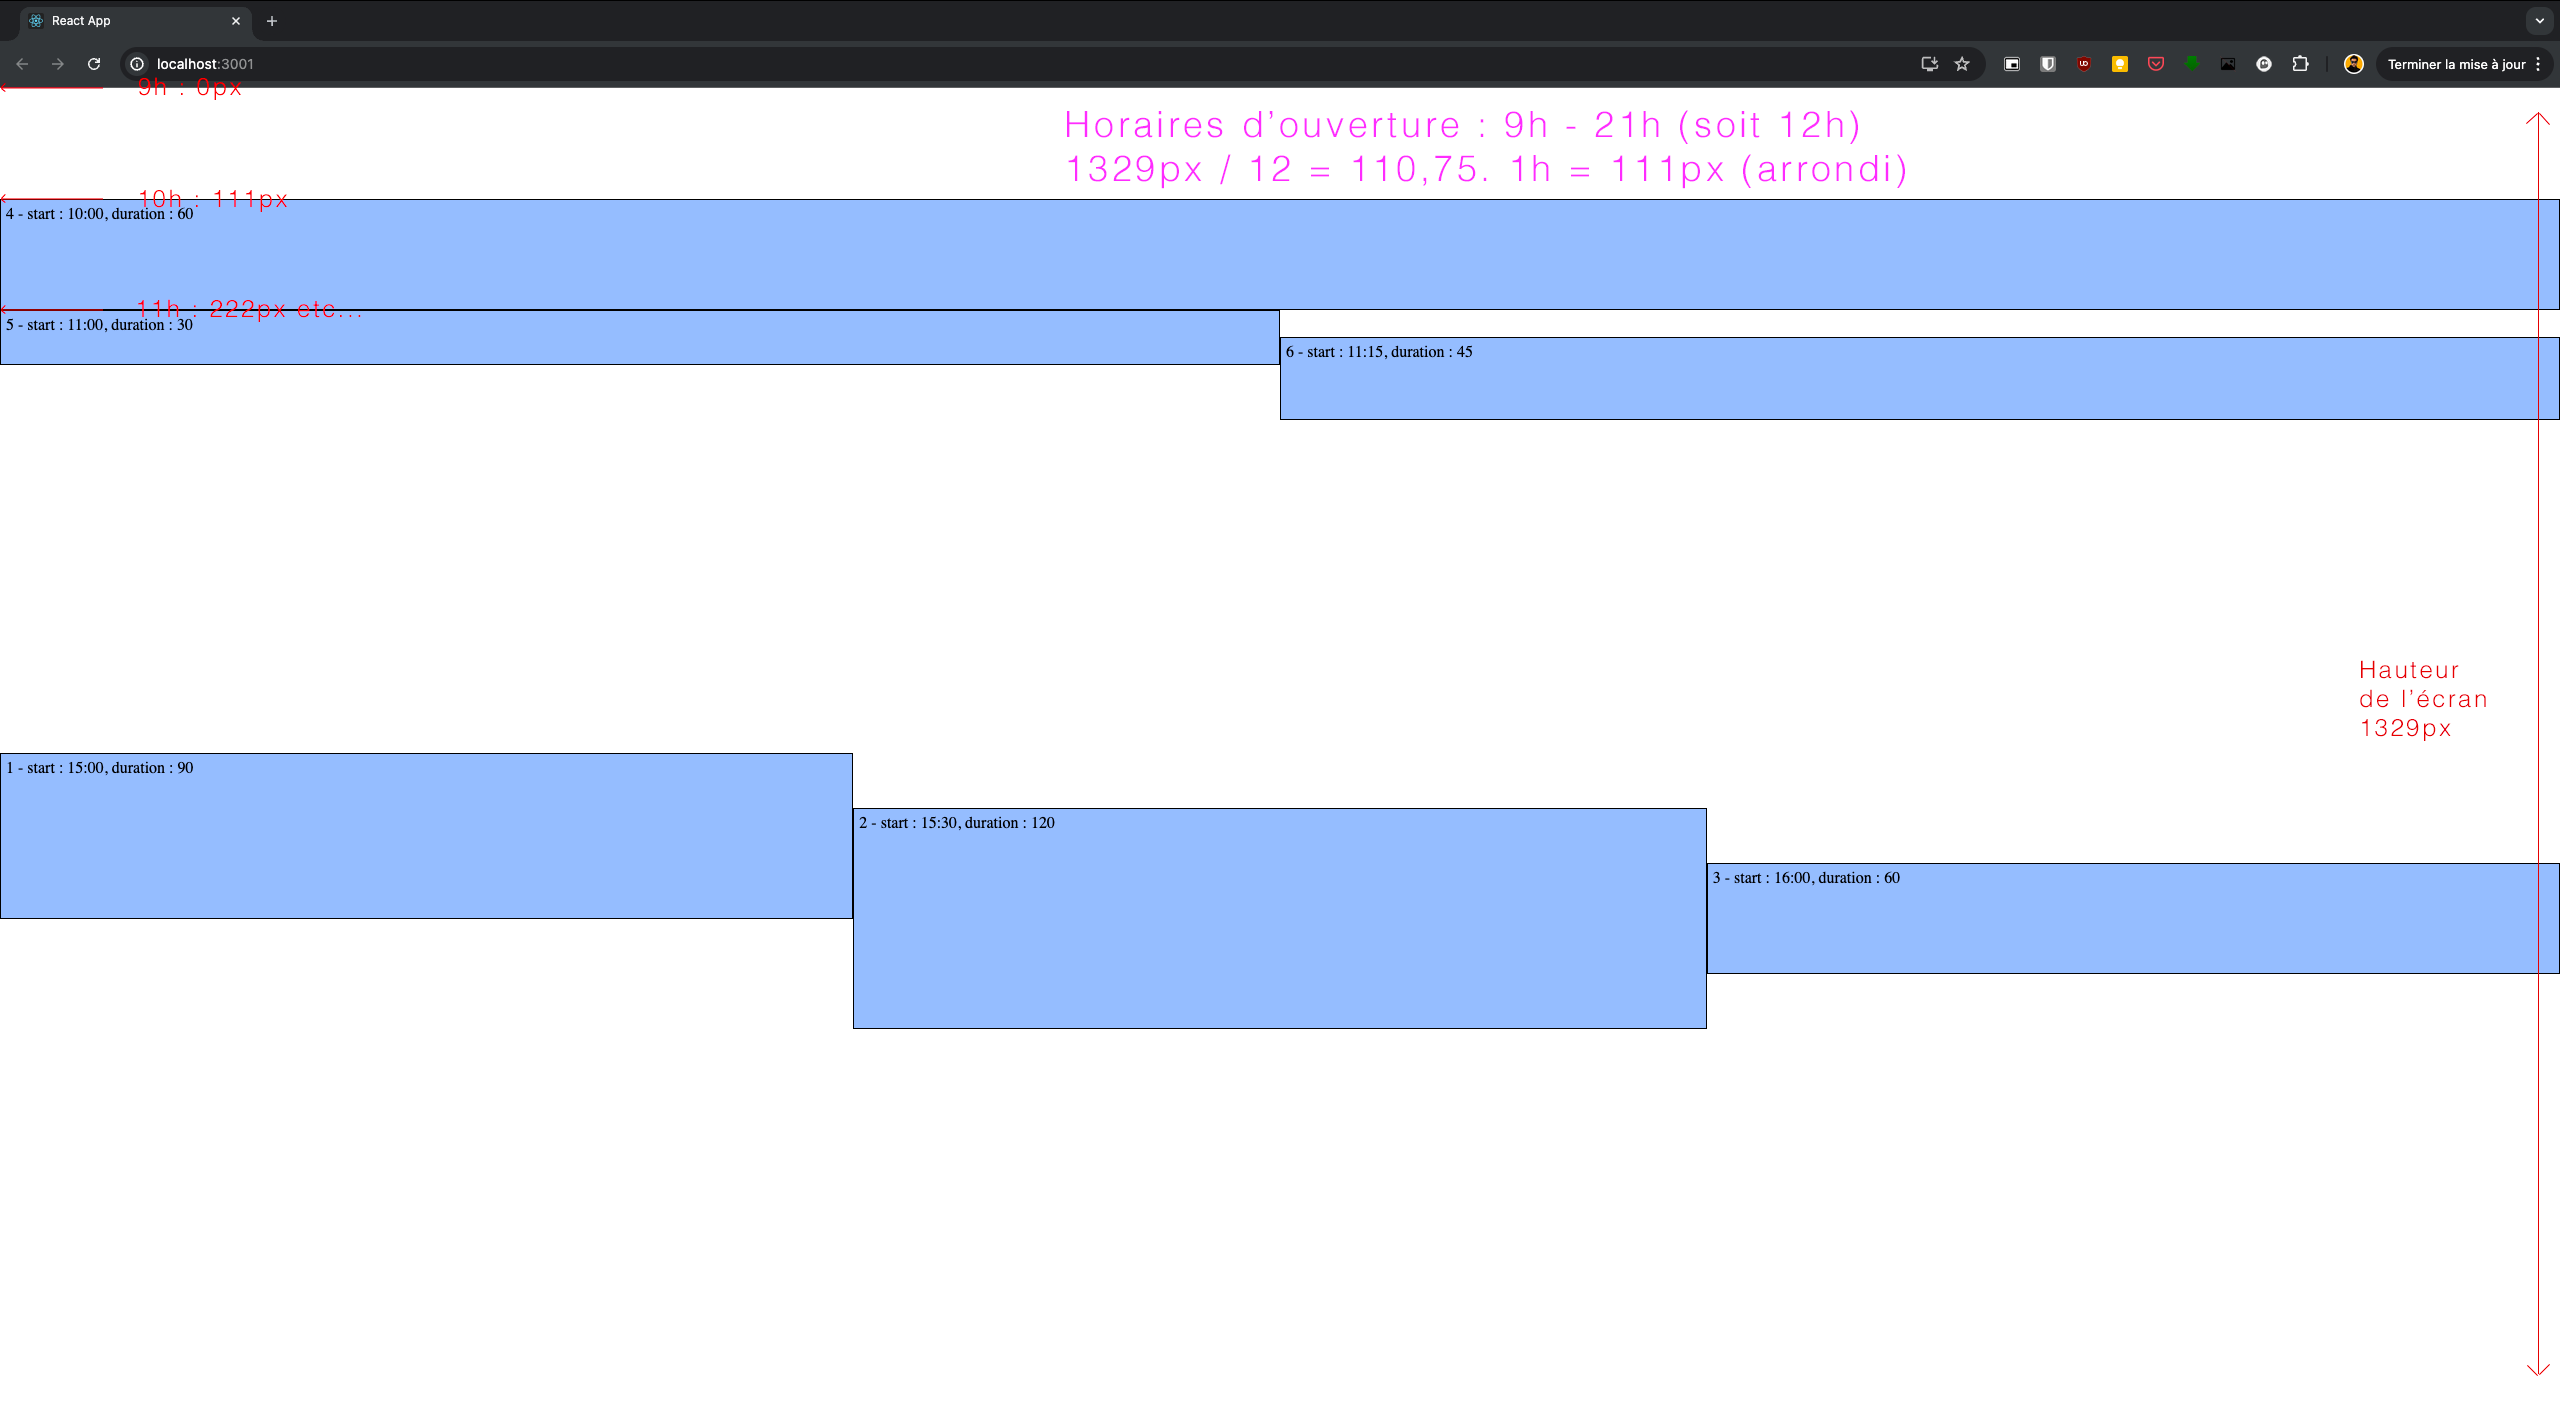 React App
localhost:3001
Terminer la mise à jour
9h : 0px
Horaires d’ouverture : 9h - 21h (soit 12h)
1329px / 12 = 110,75. 1h = 111px (arrondi)
10h : 111px
4 - start : 10:00, duration : 60
11h : 222px etc...
5 - start : 11:00, duration : 30
6 - start : 11:15, duration : 45
Hauteur
de l’écran
1329px
1 - start : 15:00, duration : 90
2 - start : 15:30, duration : 120
3 - start : 16:00, duration : 60